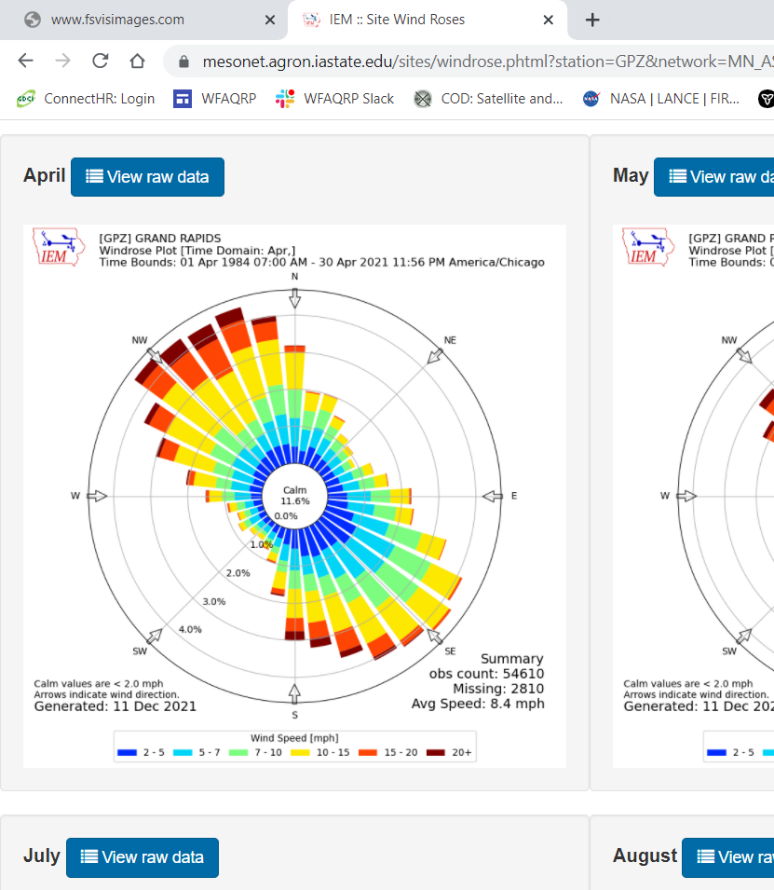 www.fsvisimages.com
IEM :: Site Wind Roses
mesonet.agron.iastate.edu/sites/windrose.phtml?station=GPZ&network=MN_AS
ConnectHR: Login
WFAQRP
WFAQRP Slack
COD: Satellite and...
NASA | LANCE | FIR...
April
View raw data
May
View raw da
IEM
[GPZ] GRAND RAPIDS
Windrose Plot [Time Domain: Apr,]
Time Bounds: 01 Apr 1984 07:00 AM - 30 Apr 2021 11:56 PM America/Chicago
N
NE
E
SE
S
SW
W
NW
Calm
11.6%
0.0%
1.0%
2.0%
3.0%
4.0%
Summary
obs count: 54610
Missing: 2810
Avg Speed: 8.4 mph
Calm values are < 2.0 mph
Arrows indicate wind direction.
Generated: 11 Dec 2021
Wind Speed [mph]
2 - 5
5 - 7
7 - 10
10 - 15
15 - 20
20+
IEM
[GPZ] GRAND R
Windrose Plot [
Time Bounds: 
NW
W
SW
Calm values are < 2.0 mph
Arrows indicate wind direction.
Generated: 11 Dec 202
2 - 5
July
View raw data
August
View raw